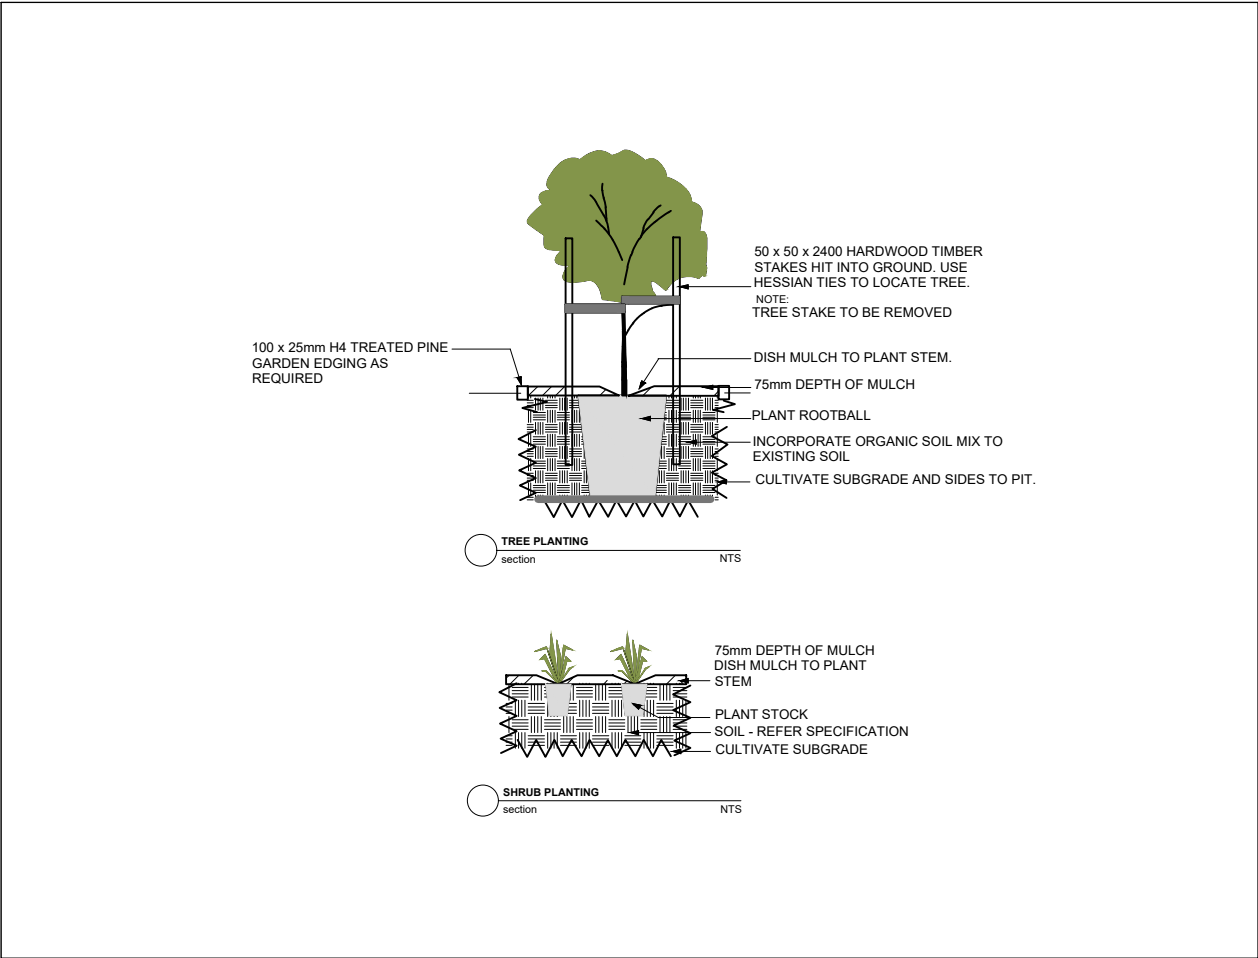 50 x 50 x 2400 HARDWOOD TIMBER
STAKES HIT INTO GROUND. USE
HESSIAN TIES TO LOCATE TREE.
NOTE:
TREE STAKE TO BE REMOVED
100 x 25mm H4 TREATED PINE
GARDEN EDGING AS
REQUIRED
DISH MULCH TO PLANT STEM.
75mm DEPTH OF MULCH
PLANT ROOTBALL
INCORPORATE ORGANIC SOIL MIX TO
EXISTING SOIL
CULTIVATE SUBGRADE AND SIDES TO PIT.
TREE PLANTING
section NTS
75mm DEPTH OF MULCH
DISH MULCH TO PLANT
STEM
PLANT STOCK
SOIL - REFER SPECIFICATION
CULTIVATE SUBGRADE
SHRUB PLANTING
section NTS